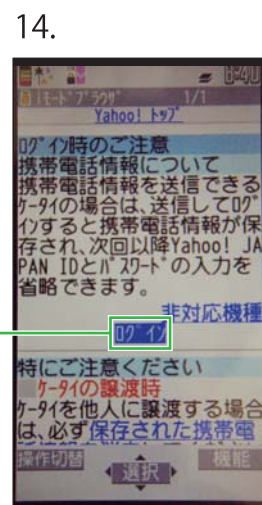 14.
8:40
iモードブラウザ 1/1
Yahoo! トップ
ログイン時のご注意
携帯電話情報について
携帯電話情報を送信できる
ケータイの場合は、送信してログ
インすると携帯電話情報が保
存され、次回以降Yahoo! JA
PAN IDとパスワードの入力を
省略できます。
非対応機種
ログイン
特にご注意ください
ケータイの譲渡時
ケータイを他人に譲渡する場合
は、必ず保存された携帯電
操作切替 選択 機能